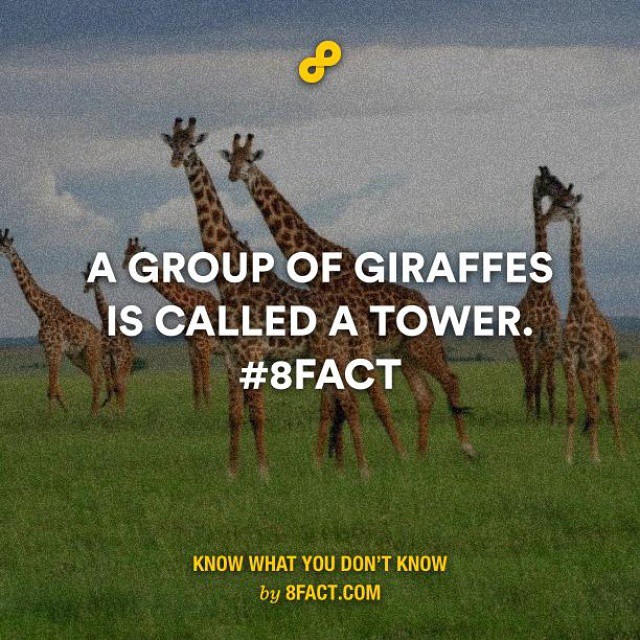 A GROUP OF GIRAFFES
IS CALLED A TOWER.
#8FACT
KNOW WHAT YOU DON'T KNOW
by 8FACT.COM